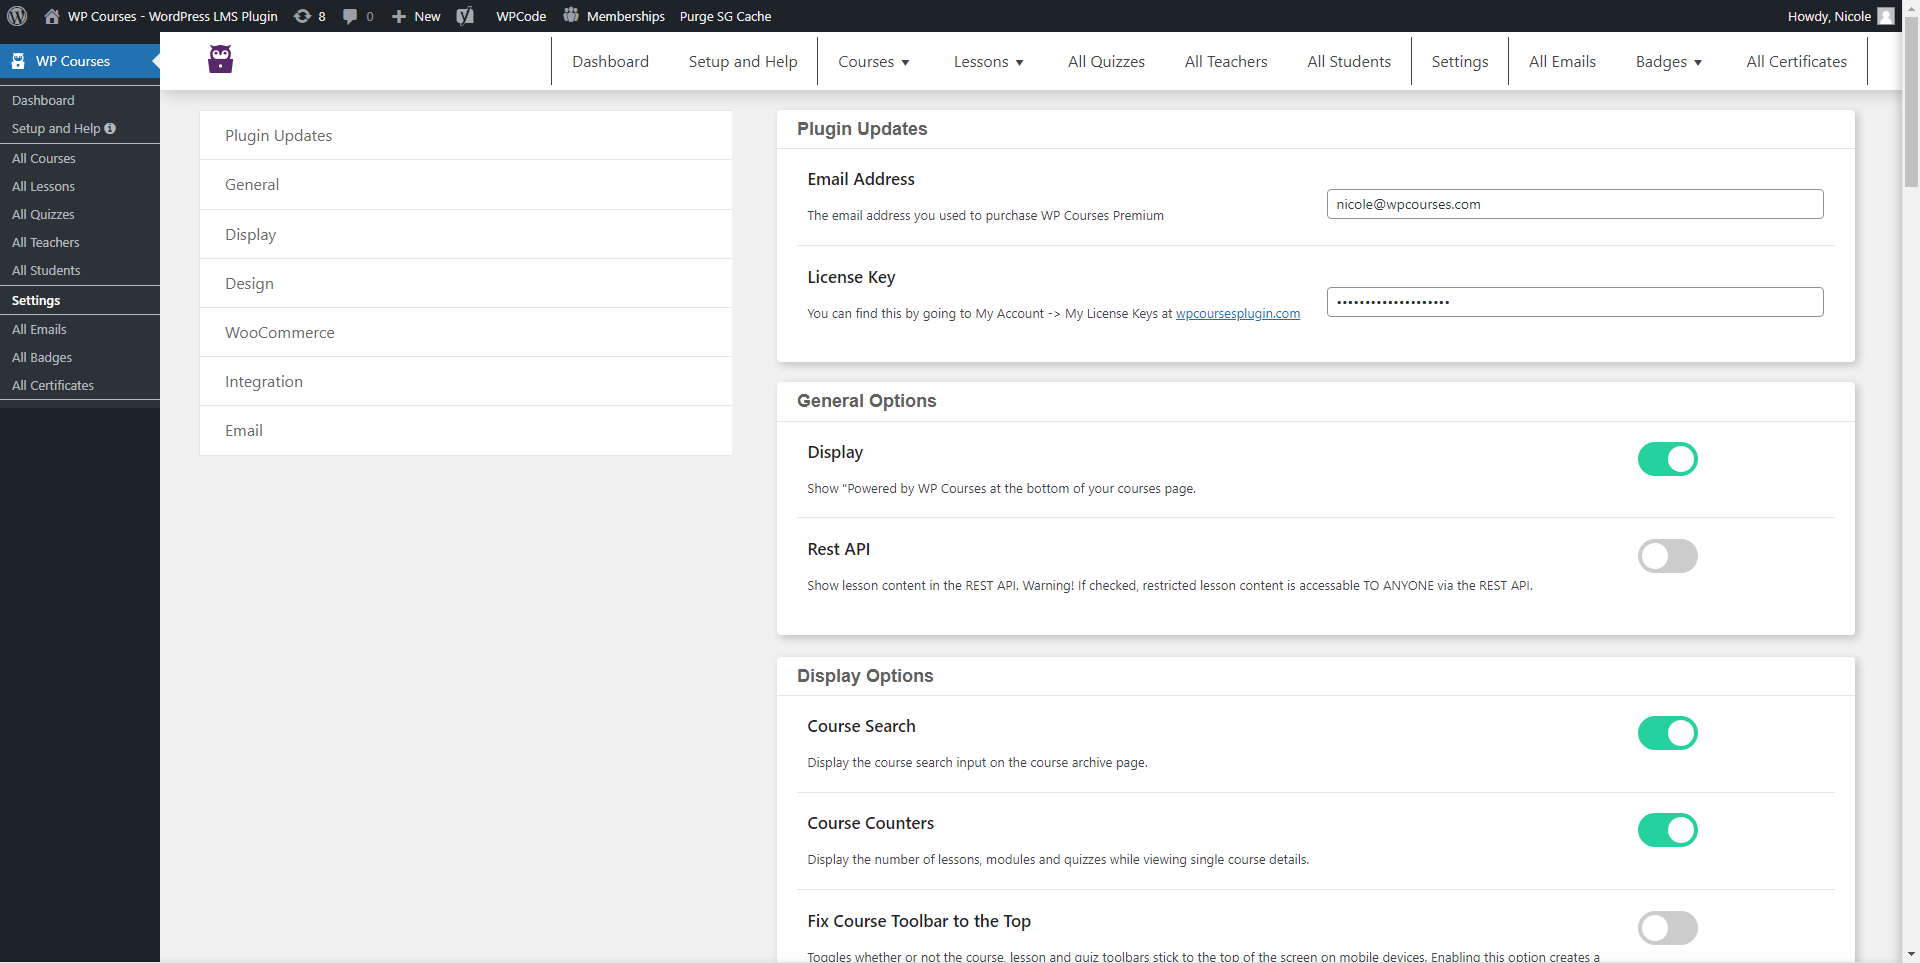 WP Courses - WordPress LMS Plugin 8 0 New WPCode Memberships Purge SG Cache Howdy, Nicole
WP Courses
Dashboard
Setup and Help
All Courses
All Lessons
All Quizzes
All Teachers
All Students
Settings
All Emails
All Badges
All Certificates
Dashboard Setup and Help Courses ▼ Lessons ▼ All Quizzes All Teachers All Students Settings All Emails Badges ▼ All Certificates
Plugin Updates
General
Display
Design
WooCommerce
Integration
Email
Plugin Updates
Email Address
The email address you used to purchase WP Courses Premium
nicole@wpcourses.com
License Key
You can find this by going to My Account -> My License Keys at wpcoursesplugin.com
••••••••••••••••••••
General Options
Display
Show "Powered by WP Courses at the bottom of your courses page.
Rest API
Show lesson content in the REST API. Warning! If checked, restricted lesson content is accessable TO ANYONE via the REST API.
Display Options
Course Search
Display the course search input on the course archive page.
Course Counters
Display the number of lessons, modules and quizzes while viewing single course details.
Fix Course Toolbar to the Top
Toggles whether or not the course, lesson and quiz toolbars stick to the top of the screen on mobile devices. Enabling this option creates a